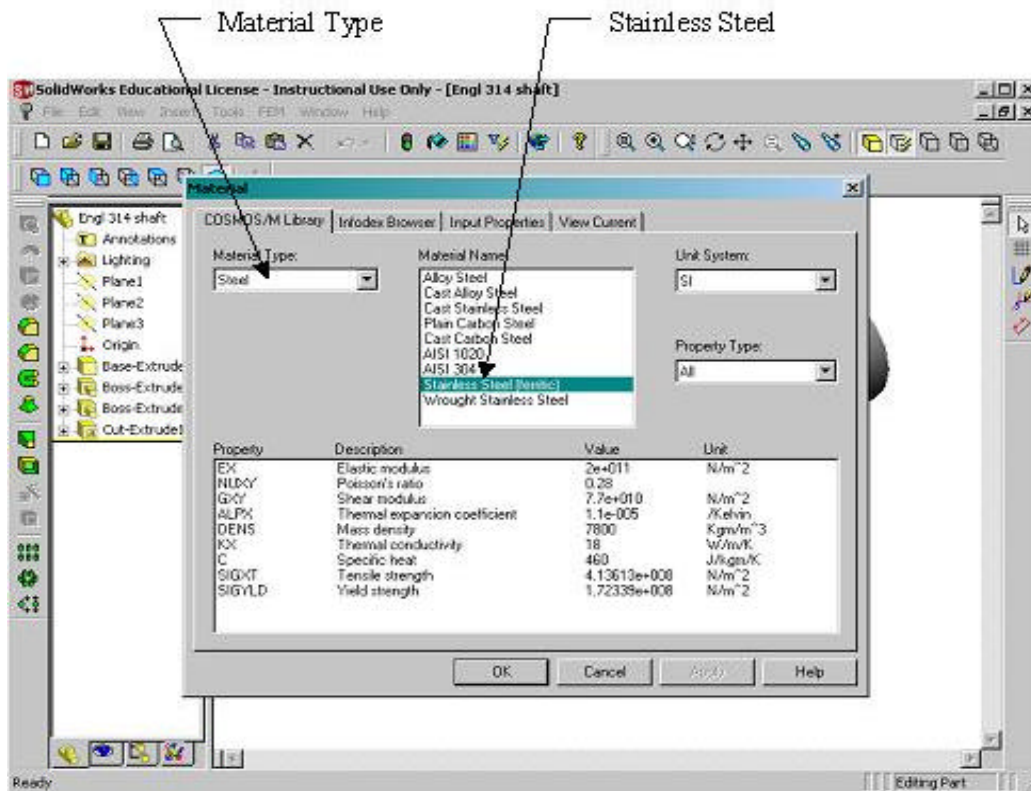 Material Type
Stainless Steel
SolidWorks Educational License - Instructional Use Only - [Engl 314 shaft]
File Edit View Insert Tools FEM Window Help
Material
COSMOS/M Library Infodex Browser Input Properties View Current
Engl 314 shaft
Annotations
Lighting
Plane1
Plane2
Plane3
Origin
Base-Extrude
Boss-Extrude
Boss-Extrude
Cut-Extrude1
Material Type:
Steel
Material Name:
Alloy Steel
Cast Alloy Steel
Cast Stainless Steel
Plain Carbon Steel
Cast Carbon Steel
AISI 1020
AISI 304
Stainless Steel (ferritic)
Wrought Stainless Steel
Unit System:
SI
Property Type:
All
Property Description Value Unit
EX Elastic modulus 2e+011 N/m^2
NUXY Poisson's ratio 0.28
GXY Shear modulus 7.7e+010 N/m^2
ALPX Thermal expansion coefficient 1.1e-005 /Kelvin
DENS Mass density 7800 Kgm/m^3
KX Thermal conductivity 18 W/m/K
C Specific heat 460 J/kgm/K
SIGXT Tensile strength 4.13613e+008 N/m^2
SIGYLD Yield strength 1.72339e+008 N/m^2
OK Cancel Apply Help
Ready
Editing Part